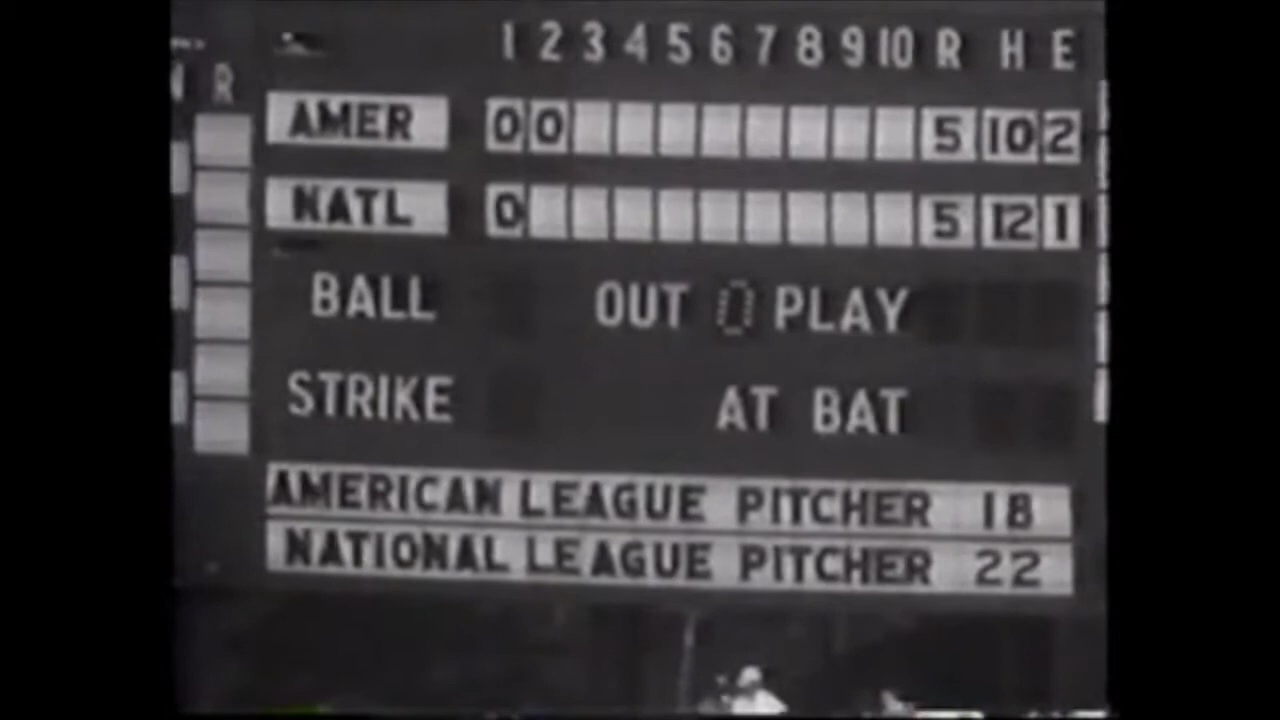 1 2 3 4 5 6 7 8 9 10 R H E
R
AMER 0 0 5 10 2
NATL 0 5 12 1
BALL OUT 0 PLAY
STRIKE AT BAT
AMERICAN LEAGUE PITCHER 18
NATIONAL LEAGUE PITCHER 22